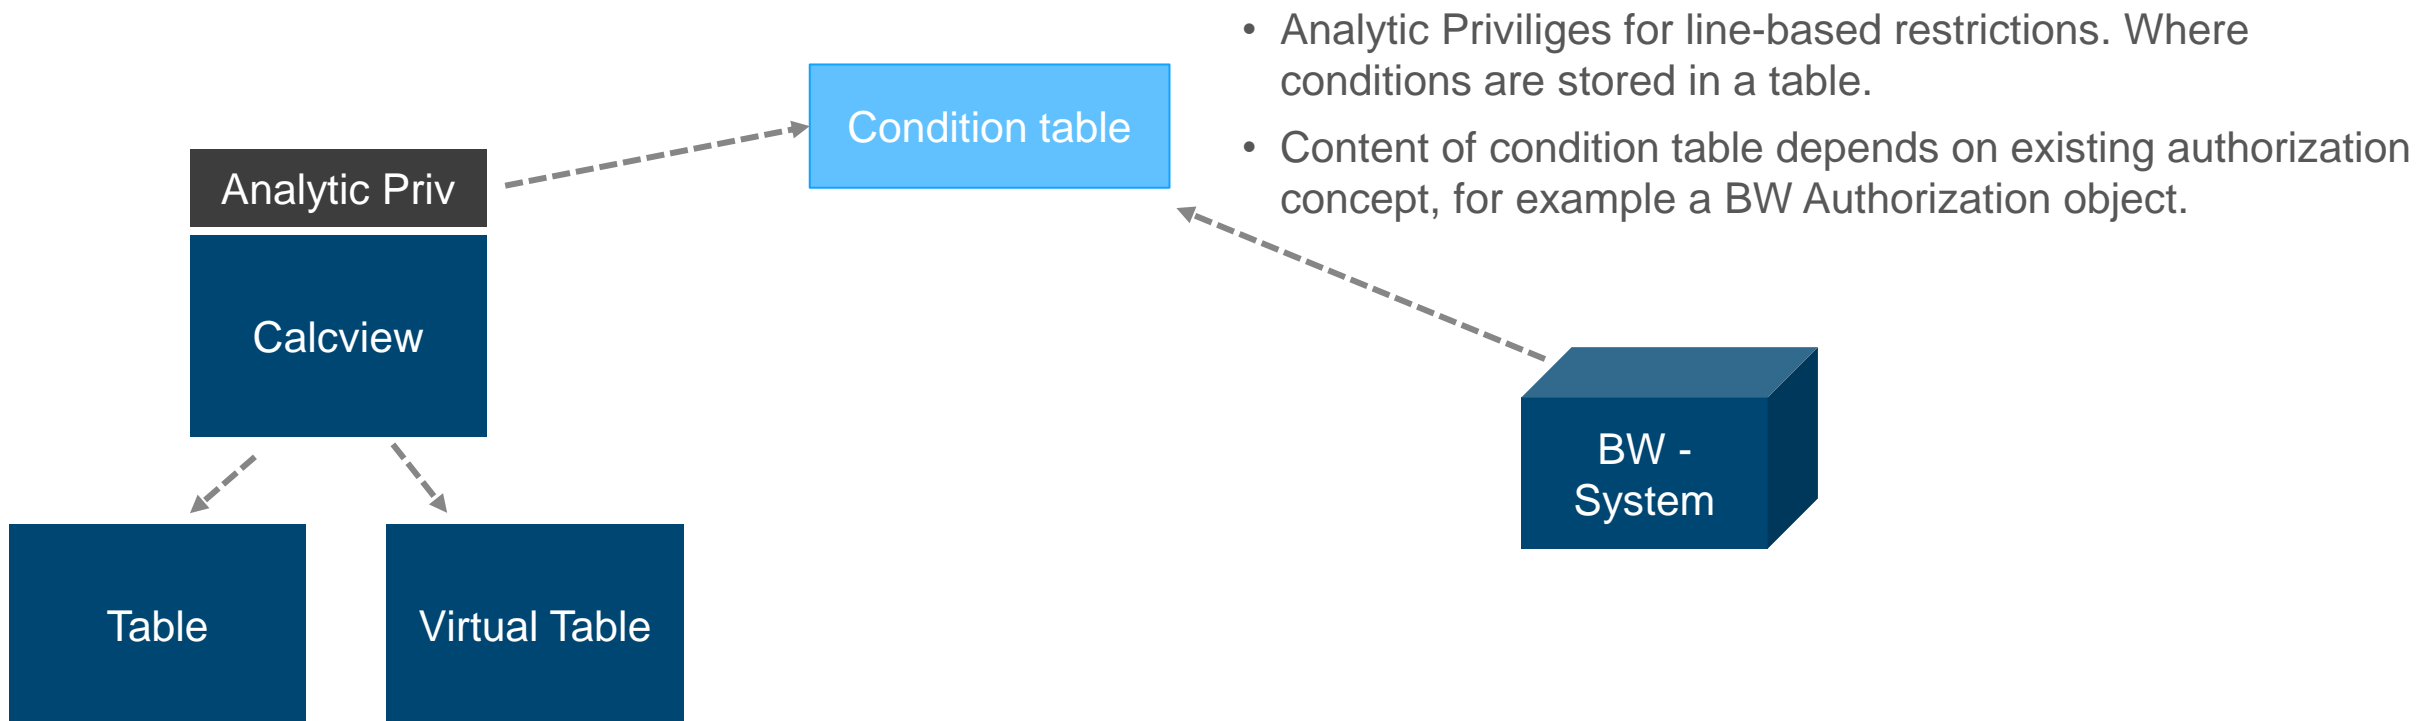 • Analytic Priviliges for line-based restrictions. Where
conditions are stored in a table.
• Content of condition table depends on existing authorization
concept, for example a BW Authorization object.
Condition table
Analytic Priv
Calcview
BW -
System
Table
Virtual Table